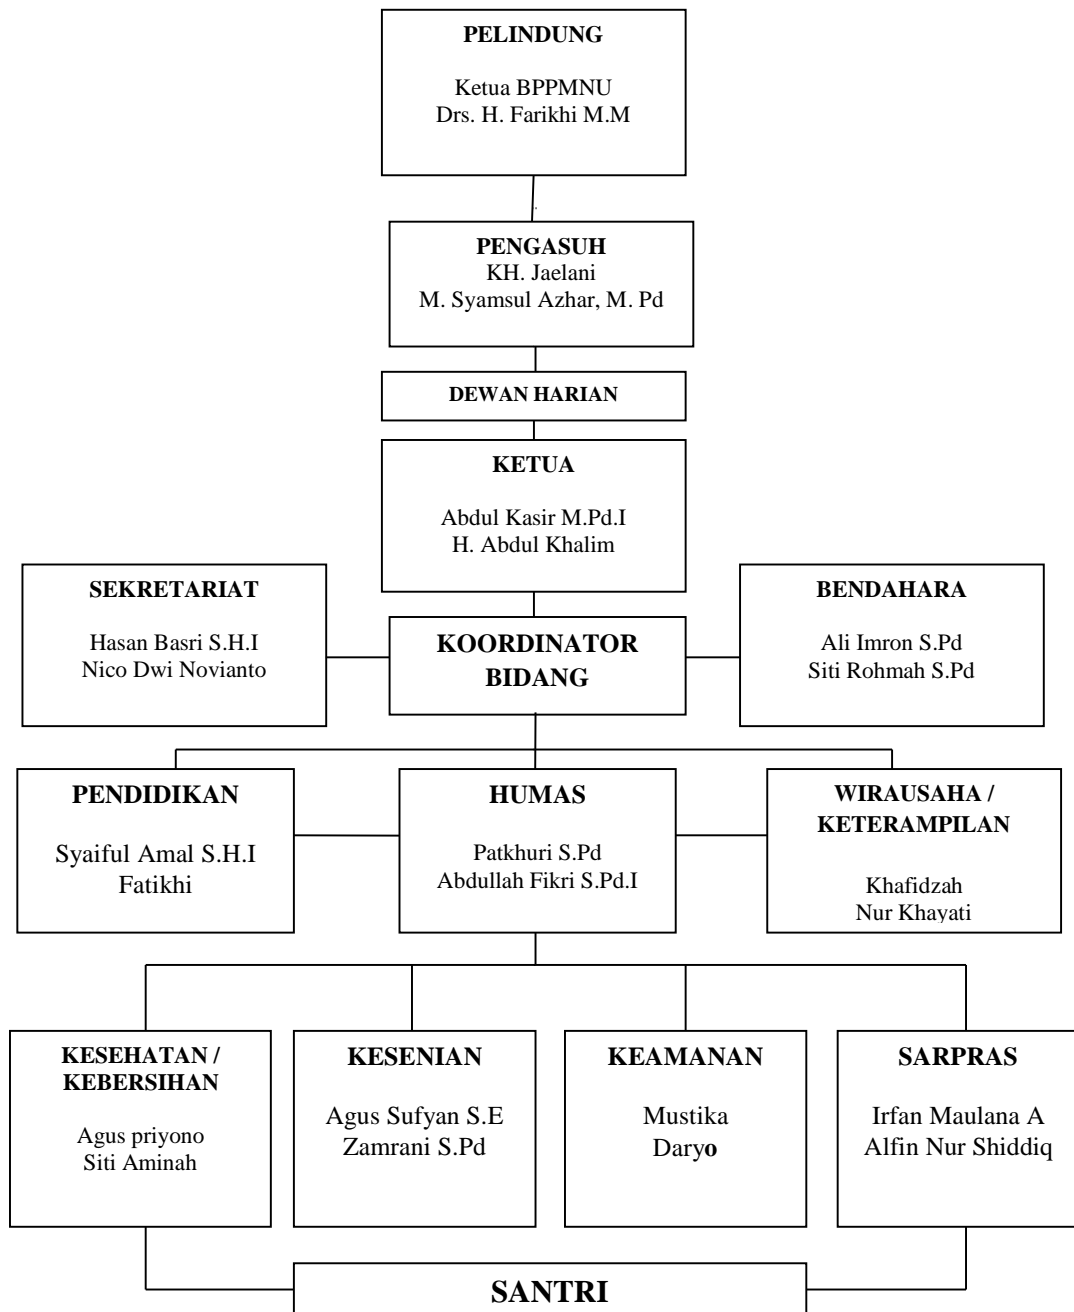 PELINDUNG
Ketua BPPMNU
Drs. H. Farikhi M.M
PENGASUH
KH. Jaelani
M. Syamsul Azhar, M. Pd
DEWAN HARIAN
KETUA
Abdul Kasir M.Pd.I
H. Abdul Khalim
SEKRETARIAT
Hasan Basri S.H.I
Nico Dwi Novianto
KOORDINATOR
BIDANG
BENDAHARA
Ali Imron S.Pd
Siti Rohmah S.Pd
PENDIDIKAN
Syaiful Amal S.H.I
Fatikhi
HUMAS
Patkhuri S.Pd
Abdullah Fikri S.Pd.I
WIRAUSAHA /
KETERAMPILAN
Khafidzah
Nur Khayati
KESEHATAN /
KEBERSIHAN
Agus priyono
Siti Aminah
KESENIAN
Agus Sufyan S.E
Zamrani S.Pd
KEAMANAN
Mustika
Daryo
SARPRAS
Irfan Maulana A
Alfin Nur Shiddiq
SANTRI